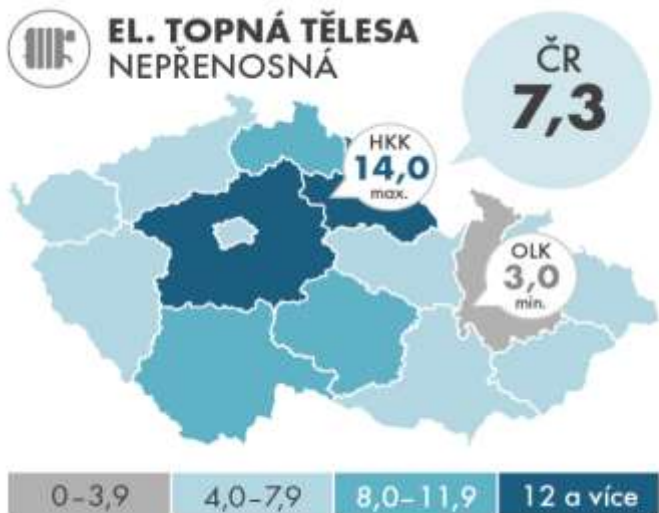 EL. TOPNÁ TĚLESA
NEPŘENOSNÁ
ČR
7,3
HKK
14,0
max.
OLK
3,0
min.
0–3,9
4,0–7,9
8,0–11,9
12 a více